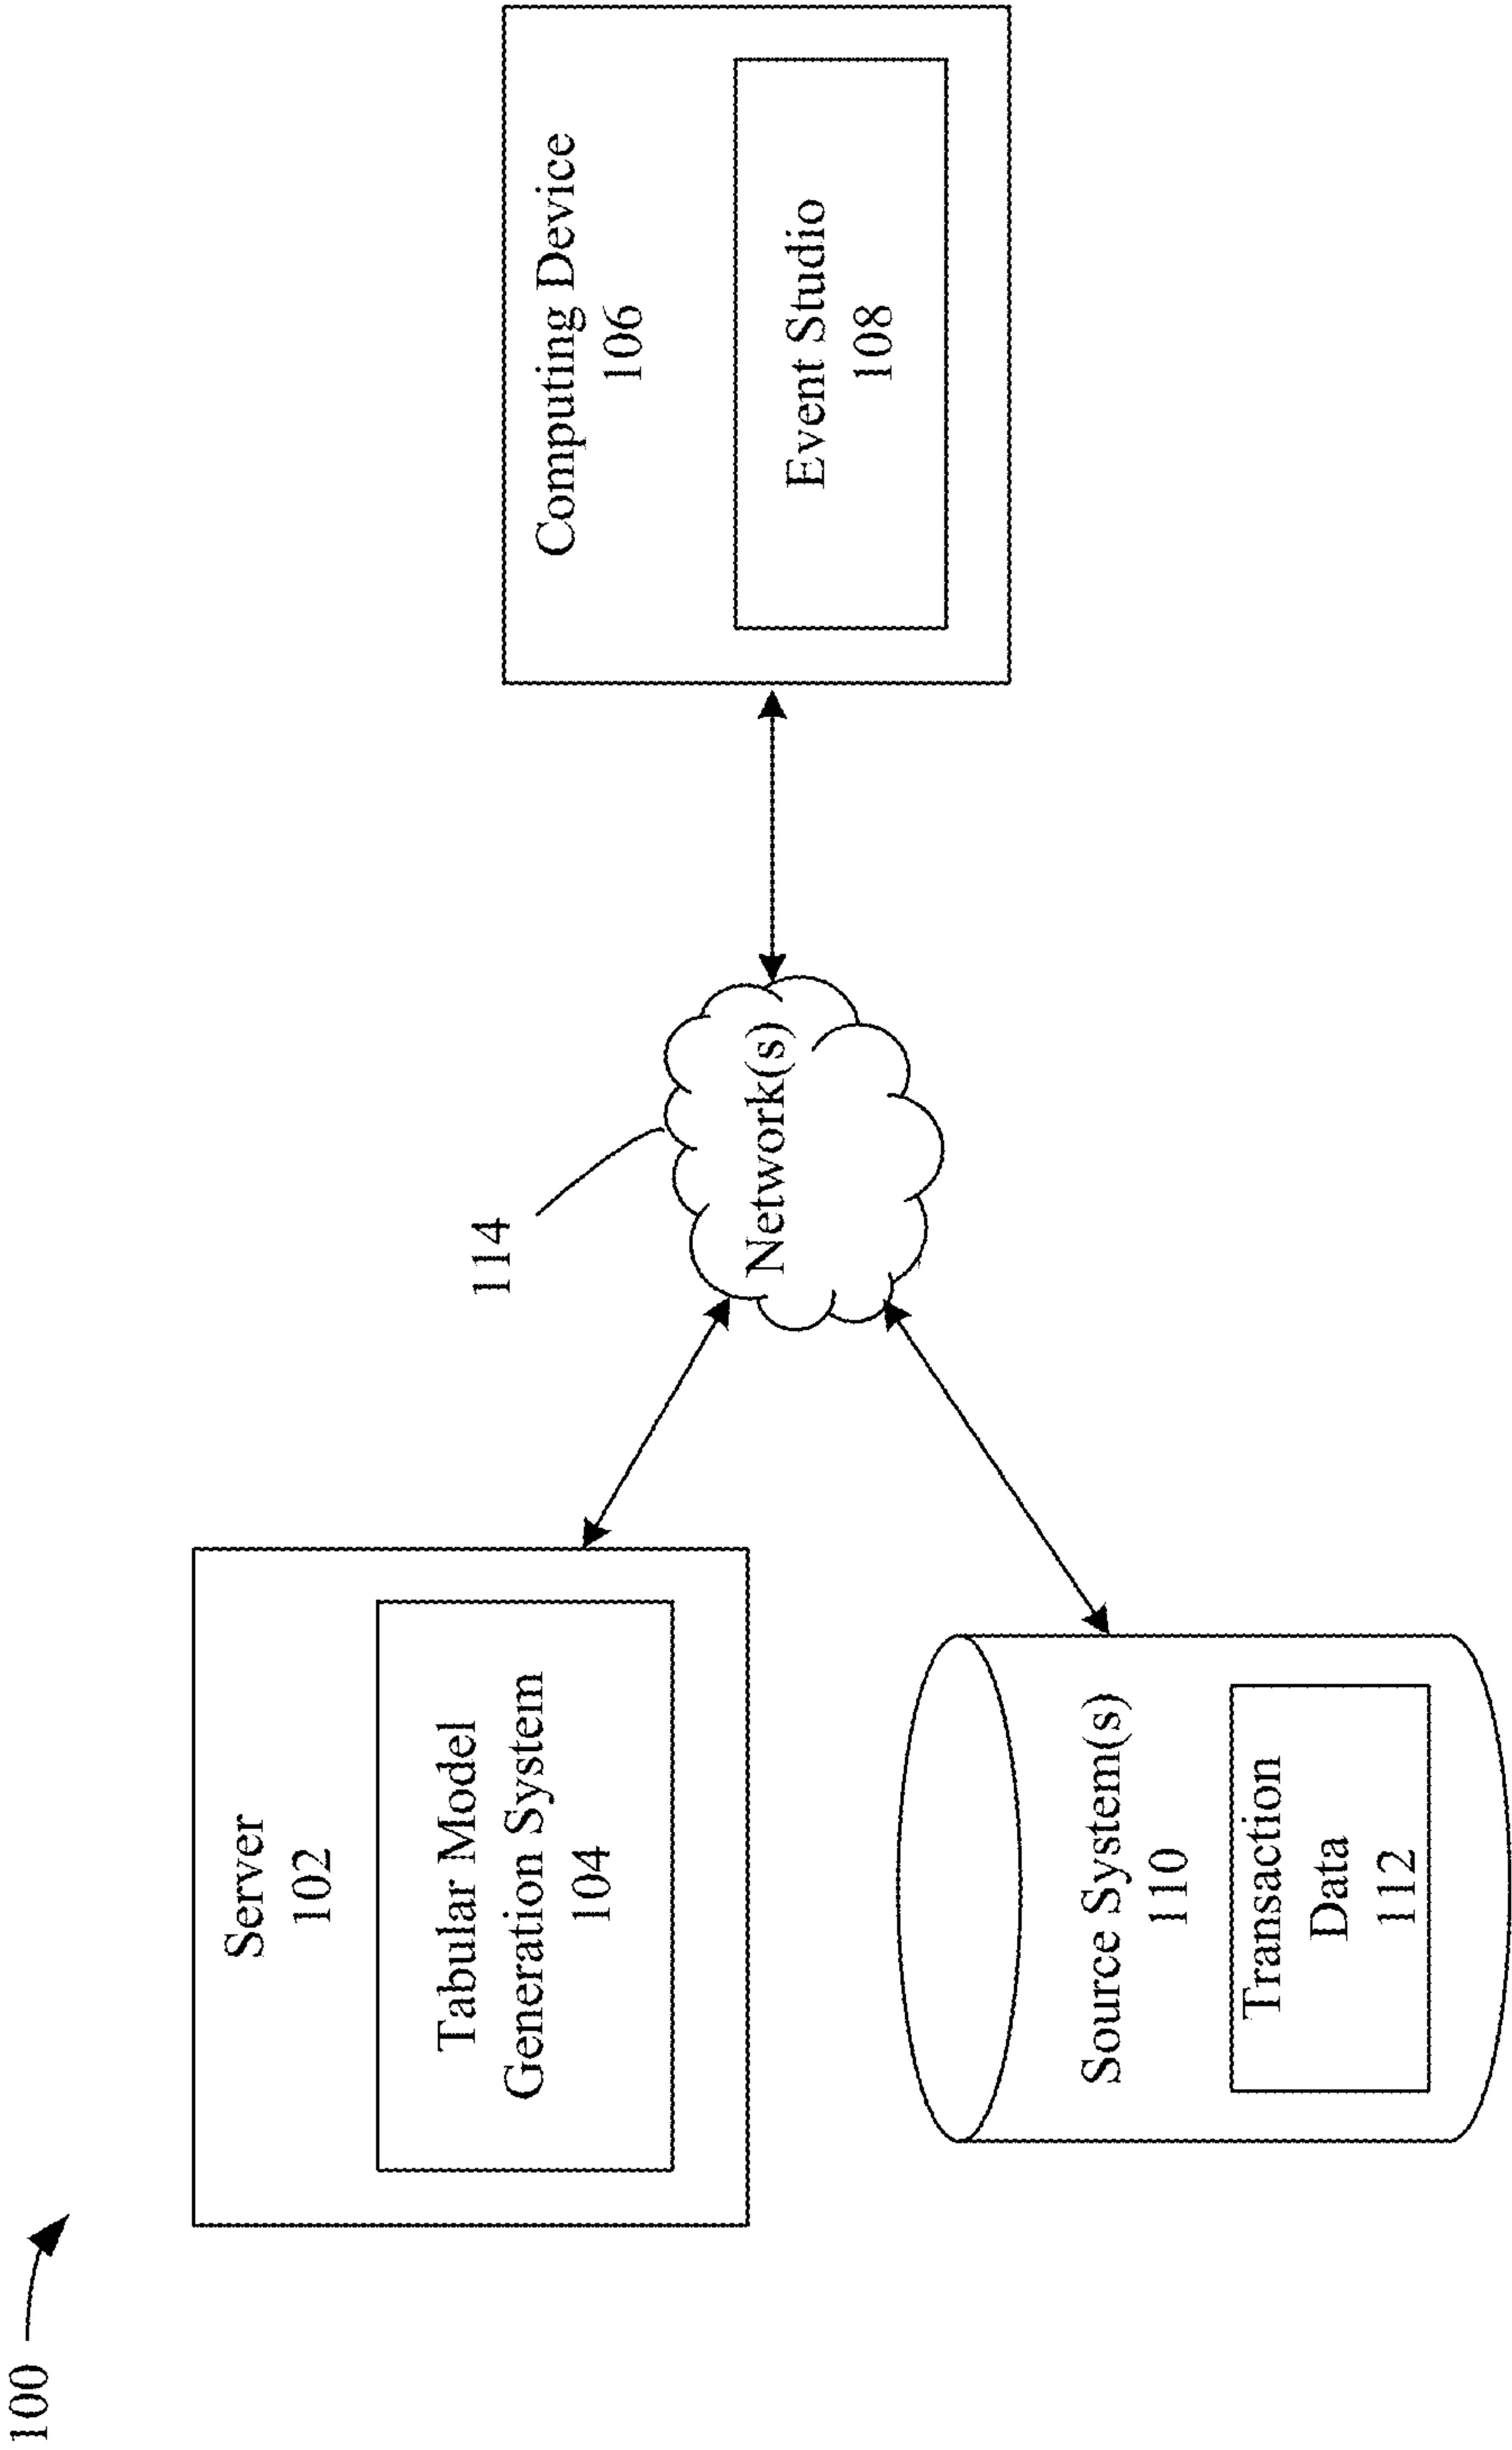 100
Server
102
Tabular Model
Generation System
104
Source System(s)
110
Transaction
Data
112
114
Network(s)
Computing Device
106
Event Studio
108